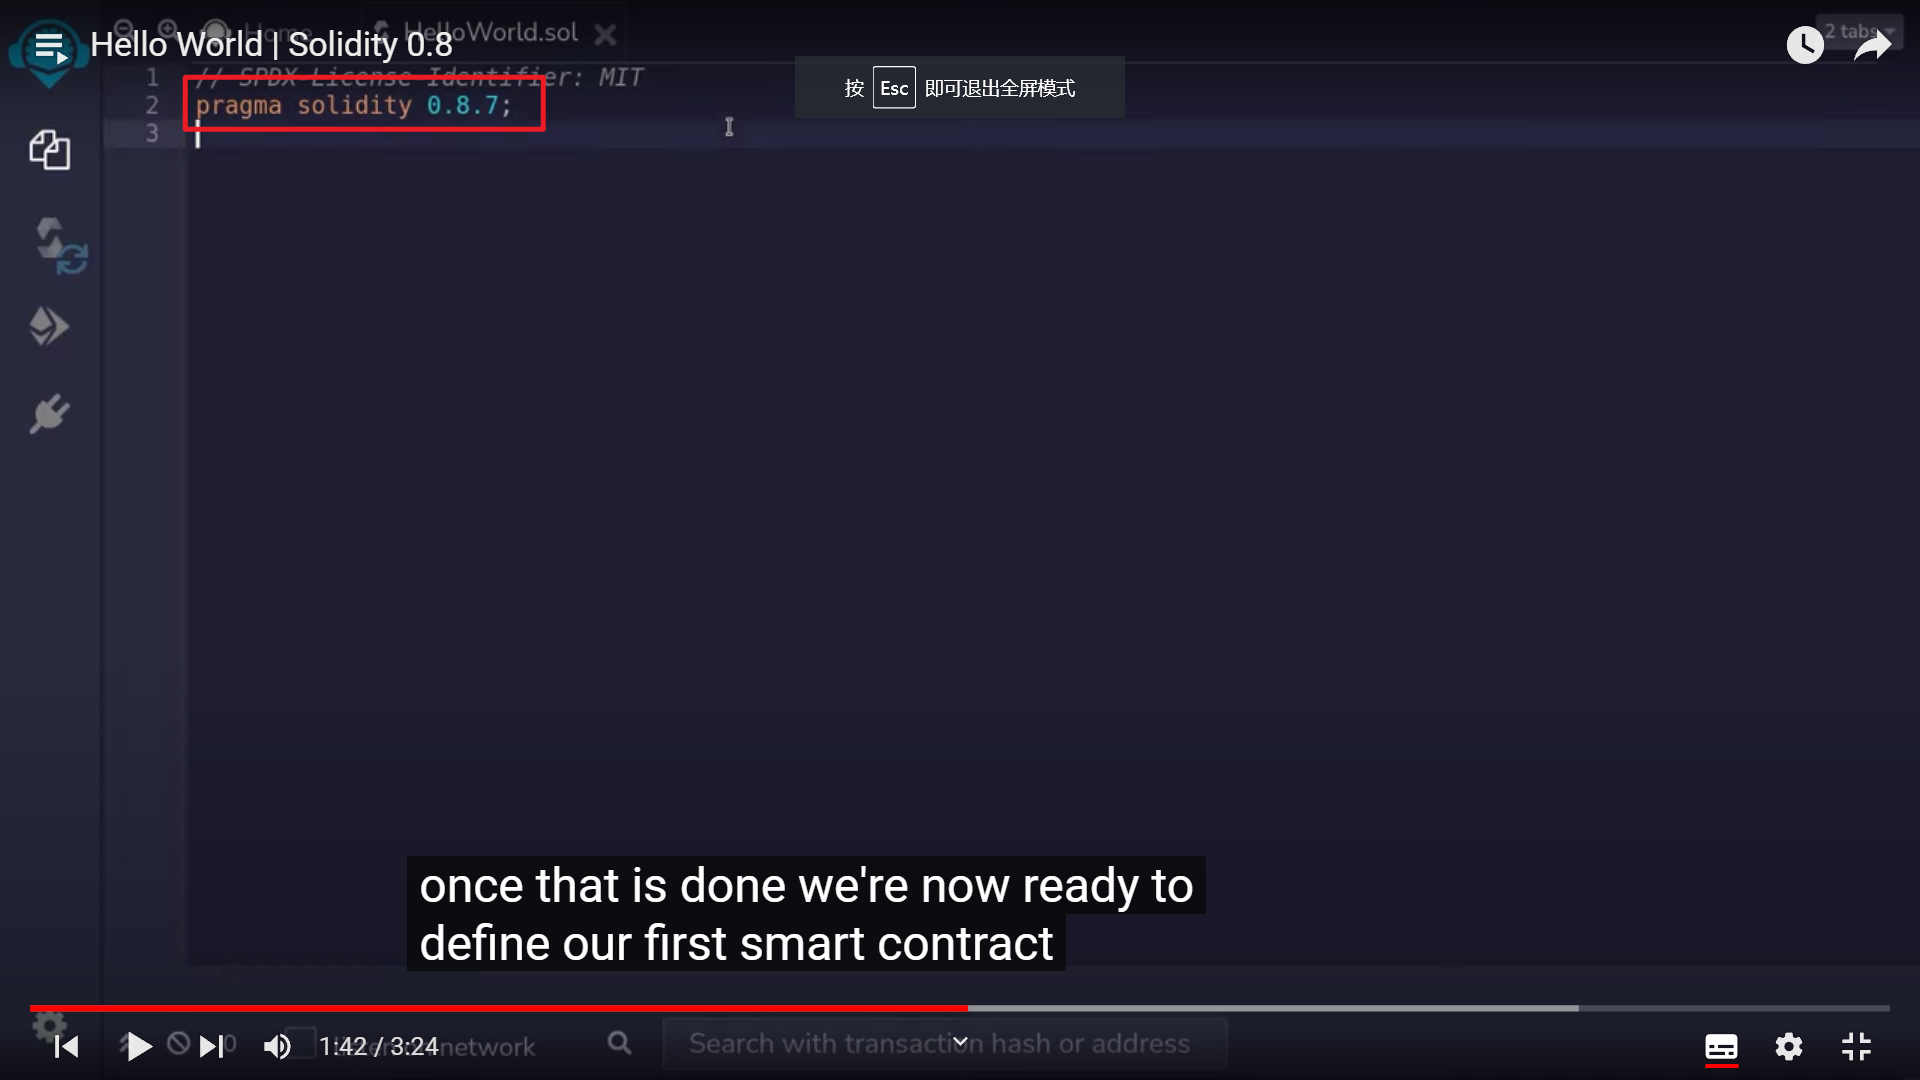 Home
HelloWorld.sol
2 tabs
Hello World | Solidity 0.8
按 Esc 即可退出全屏模式
1 // SPDX-License-Identifier: MIT
2 pragma solidity 0.8.7;
3
once that is done we're now ready to
define our first smart contract
1:42 / 3:24
network
Search with transaction hash or address